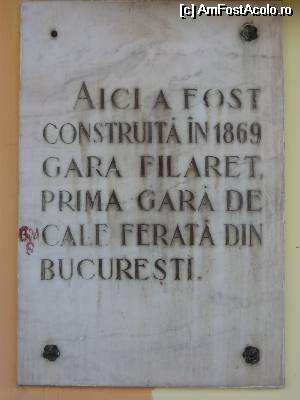 (c) AmFostAcolo.ro
AICI A FOST
CONSTRUITĂ ÎN 1869
GARA FILARET,
PRIMA GARĂ DE
CALE FERATĂ DIN
BUCUREȘTI.